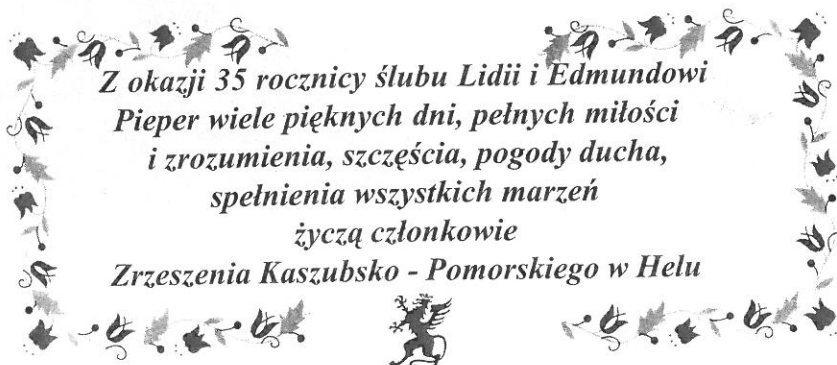 Z okazji 35 rocznicy ślubu Lidii i Edmundowi
Pieper wiele pięknych dni, pełnych miłości
i zrozumienia, szczęścia, pogody ducha,
spełnienia wszystkich marzeń
życzą członkowie
Zrzeszenia Kaszubsko - Pomorskiego w Helu